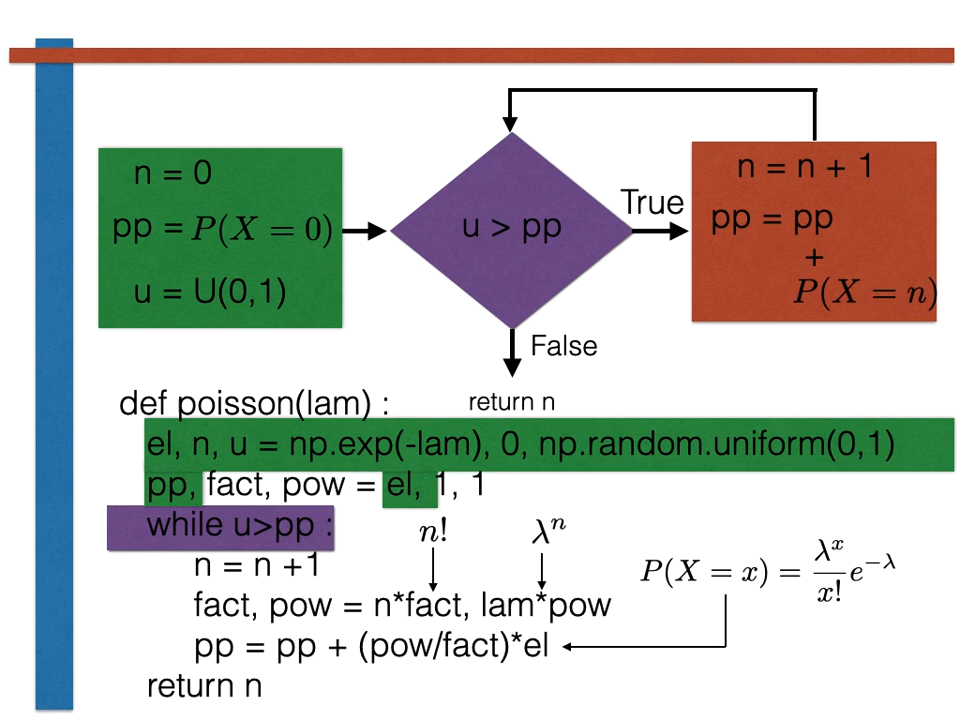 n = 0
pp = P(X = 0)
u = U(0,1)
u > pp
True
n = n + 1
pp = pp
+
P(X = n)
False
return n
def poisson(lam) :
el, n, u = np.exp(-lam), 0, np.random.uniform(0,1)
pp, fact, pow = el, 1, 1
while u>pp :
n! λⁿ
n = n +1
P(X = x) = λˣ/x! e^{-λ}
fact, pow = n*fact, lam*pow
pp = pp + (pow/fact)*el
return n